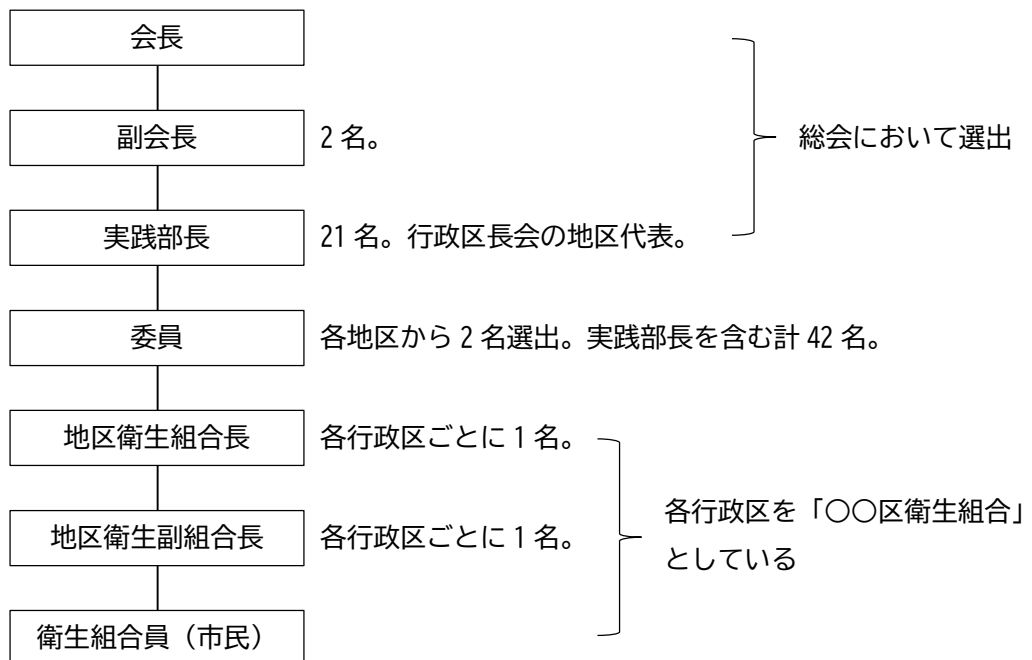 会長
副会長
2名。
総会において選出
実践部長
21名。行政区長会の地区代表。
委員
各地区から2名選出。実践部長を含む計42名。
地区衛生組合長
各行政区ごとに1名。
地区衛生副組合長
各行政区ごとに1名。
各行政区を「〇〇区衛生組合」
としている
衛生組合員（市民）